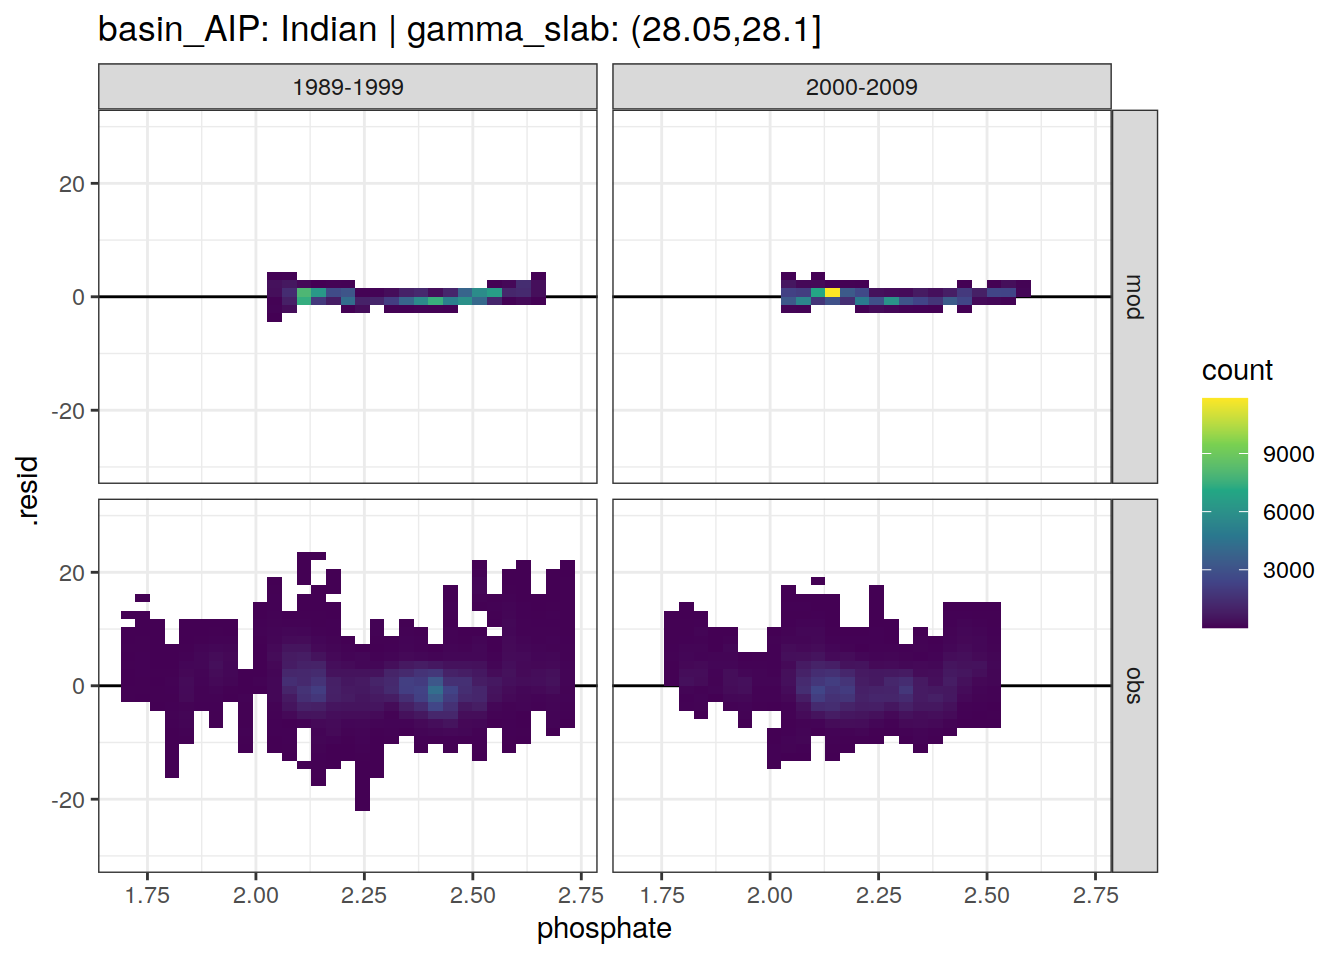 basin_AIP: Indian | gamma_slab: (28.05,28.1]
1989-1999
2000-2009
20
0
-20
mod
20
0
-20
obs
.resid
1.75 2.00 2.25 2.50 2.75
1.75 2.00 2.25 2.50 2.75
phosphate
count
9000
6000
3000